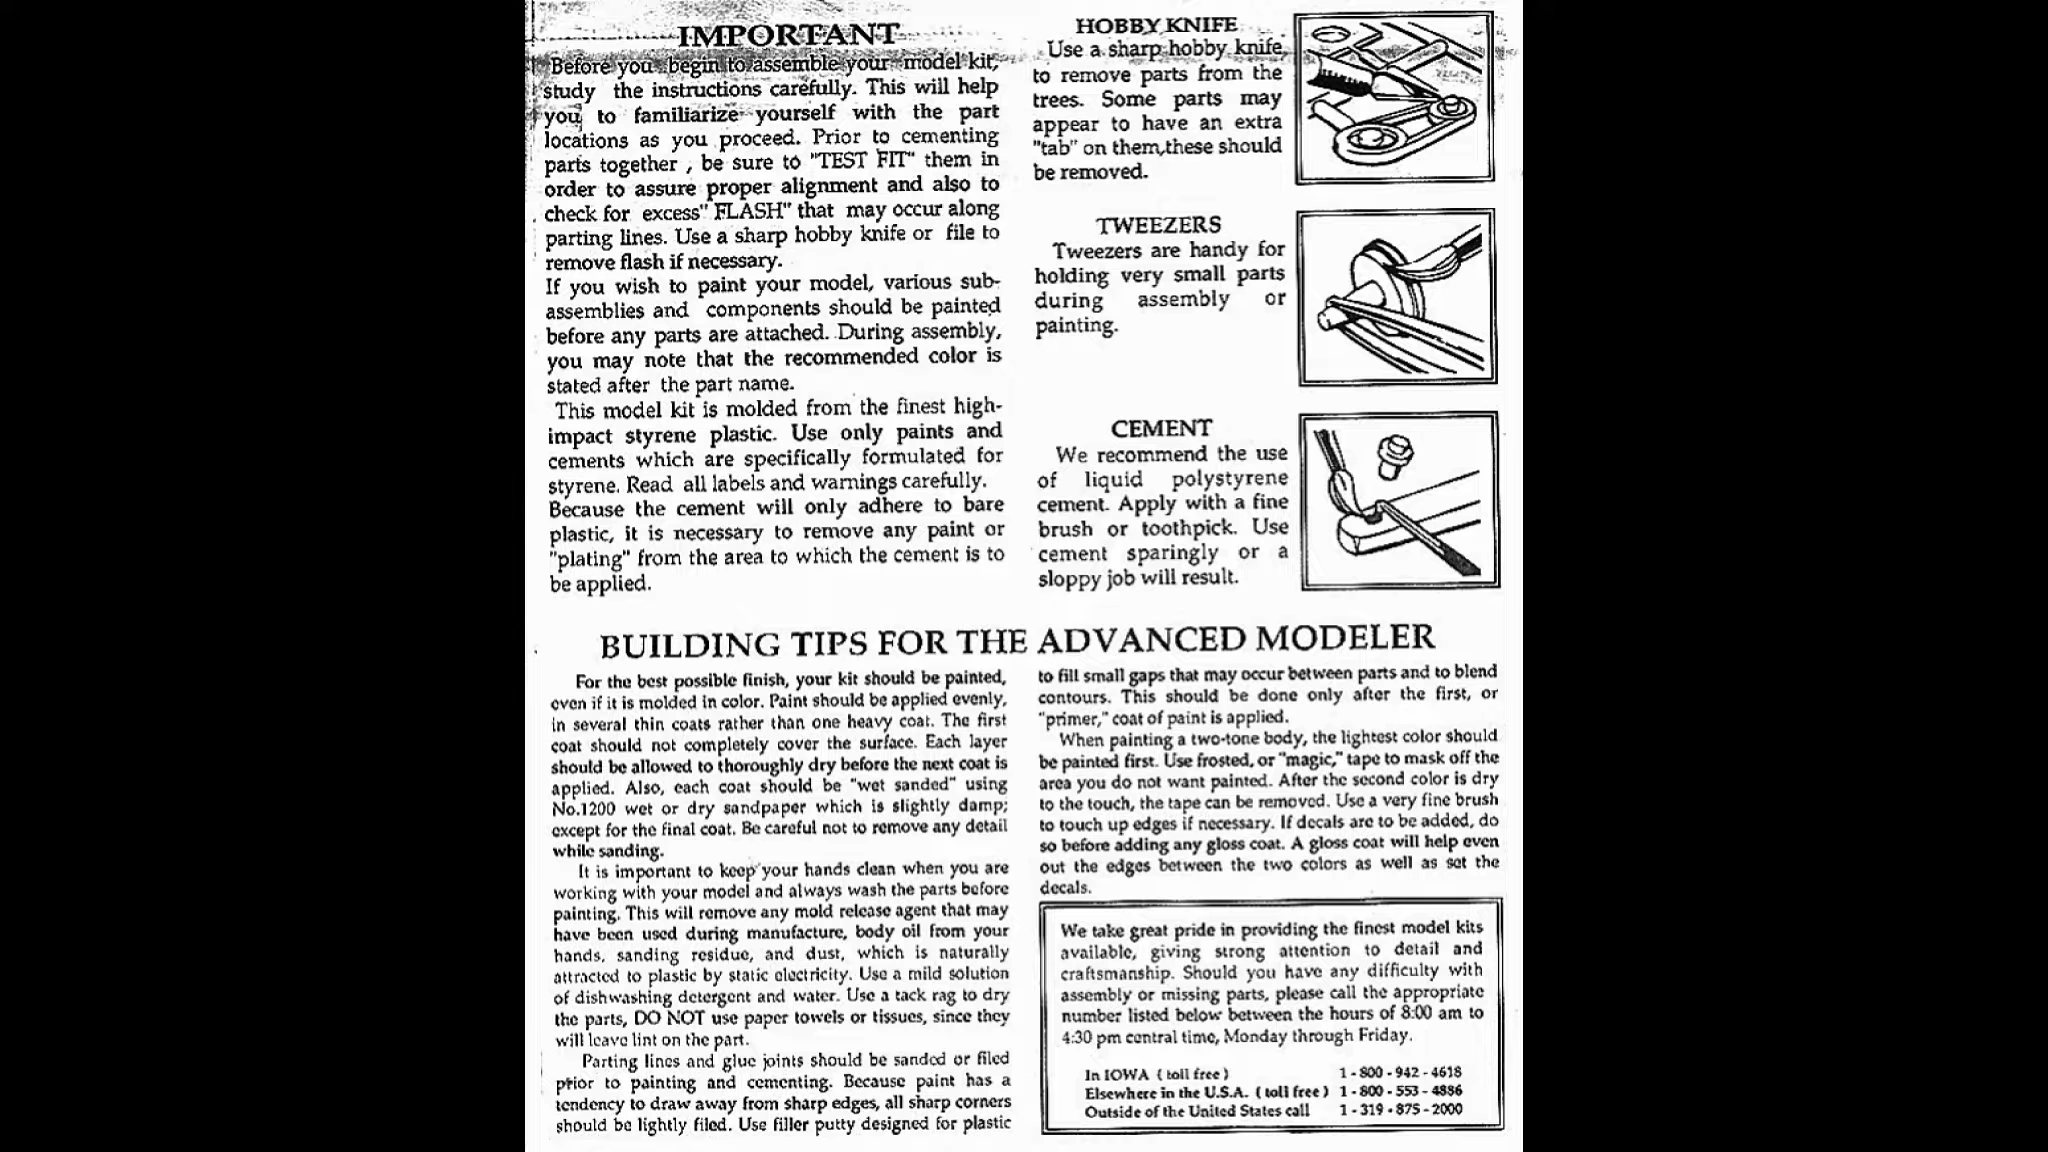 IMPORTANT
Before you begin to assemble your model kit,
study the instructions carefully. This will help
you to familiarize yourself with the part
locations as you proceed. Prior to cementing
parts together , be sure to "TEST FIT" them in
order to assure proper alignment and also to
check for excess" FLASH" that may occur along
parting lines. Use a sharp hobby knife or file to
remove flash if necessary.
If you wish to paint your model, various sub-
assemblies and components should be painted
before any parts are attached. During assembly,
you may note that the recommended color is
stated after the part name.
This model kit is molded from the finest high-
impact styrene plastic. Use only paints and
cements which are specifically formulated for
styrene. Read all labels and warnings carefully.
Because the cement will only adhere to bare
plastic, it is necessary to remove any paint or
"plating" from the area to which the cement is to
be applied.
HOBBY KNIFE
Use a sharp hobby knife,
to remove parts from the
trees. Some parts may
appear to have an extra
"tab" on them,these should
be removed.
TWEEZERS
Tweezers are handy for
holding very small parts
during assembly or
painting.
CEMENT
We recommend the use
of liquid polystyrene
cement. Apply with a fine
brush or toothpick. Use
cement sparingly or a
sloppy job will result.
BUILDING TIPS FOR THE ADVANCED MODELER
For the best possible finish, your kit should be painted,
even if it is molded in color. Paint should be applied evenly,
in several thin coats rather than one heavy coat. The first
coat should not completely cover the surface. Each layer
should be allowed to thoroughly dry before the next coat is
applied. Also, each coat should be "wet sanded" using
No.1200 wet or dry sandpaper which is slightly damp;
except for the final coat. Be careful not to remove any detail
while sanding.
It is important to keep your hands clean when you are
working with your model and always wash the parts before
painting. This will remove any mold release agent that may
have been used during manufacture, body oil from your
hands, sanding residue, and dust, which is naturally
attracted to plastic by static electricity. Use a mild solution
of dishwashing detergent and water. Use a tack rag to dry
the parts, DO NOT use paper towels or tissues, since they
will leave lint on the part.
Parting lines and glue joints should be sanded or filed
prior to painting and cementing. Because paint has a
tendency to draw away from sharp edges, all sharp corners
should be lightly filed. Use filler putty designed for plastic
to fill small gaps that may occur between parts and to blend
contours. This should be done only after the first, or
"primer," coat of paint is applied.
When painting a two-tone body, the lightest color should
be painted first. Use frosted, or "magic," tape to mask off the
area you do not want painted. After the second color is dry
to the touch, the tape can be removed. Use a very fine brush
to touch up edges if necessary. If decals are to be added, do
so before adding any gloss coat. A gloss coat will help even
out the edges between the two colors as well as set the
decals.
We take great pride in providing the finest model kits
available, giving strong attention to detail and
craftsmanship. Should you have any difficulty with
assembly or missing parts, please call the appropriate
number listed below between the hours of 8:00 am to
4:30 pm central time, Monday through Friday.
In IOWA ( toll free ) 1 - 800 - 942 - 4618
Elsewhere in the U.S.A. ( toll free ) 1 - 800 - 553 - 4886
Outside of the United States call 1 - 319 - 875 - 2000